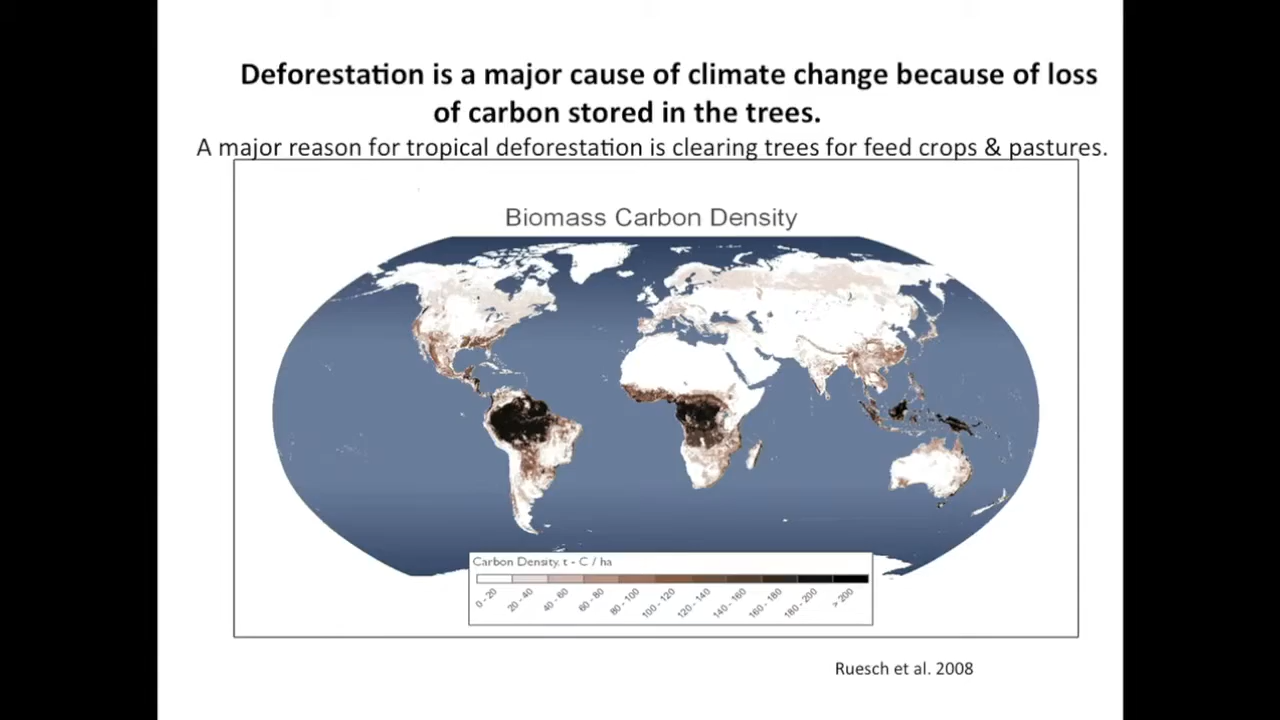 Deforestation is a major cause of climate change because of loss
of carbon stored in the trees.
A major reason for tropical deforestation is clearing trees for feed crops & pastures.
Biomass Carbon Density
Carbon Density, t - C / ha
0 - 20
20 - 40
40 - 60
60 - 80
80 - 100
100 - 120
120 - 140
140 - 160
160 - 180
180 - 200
> 200
Ruesch et al. 2008